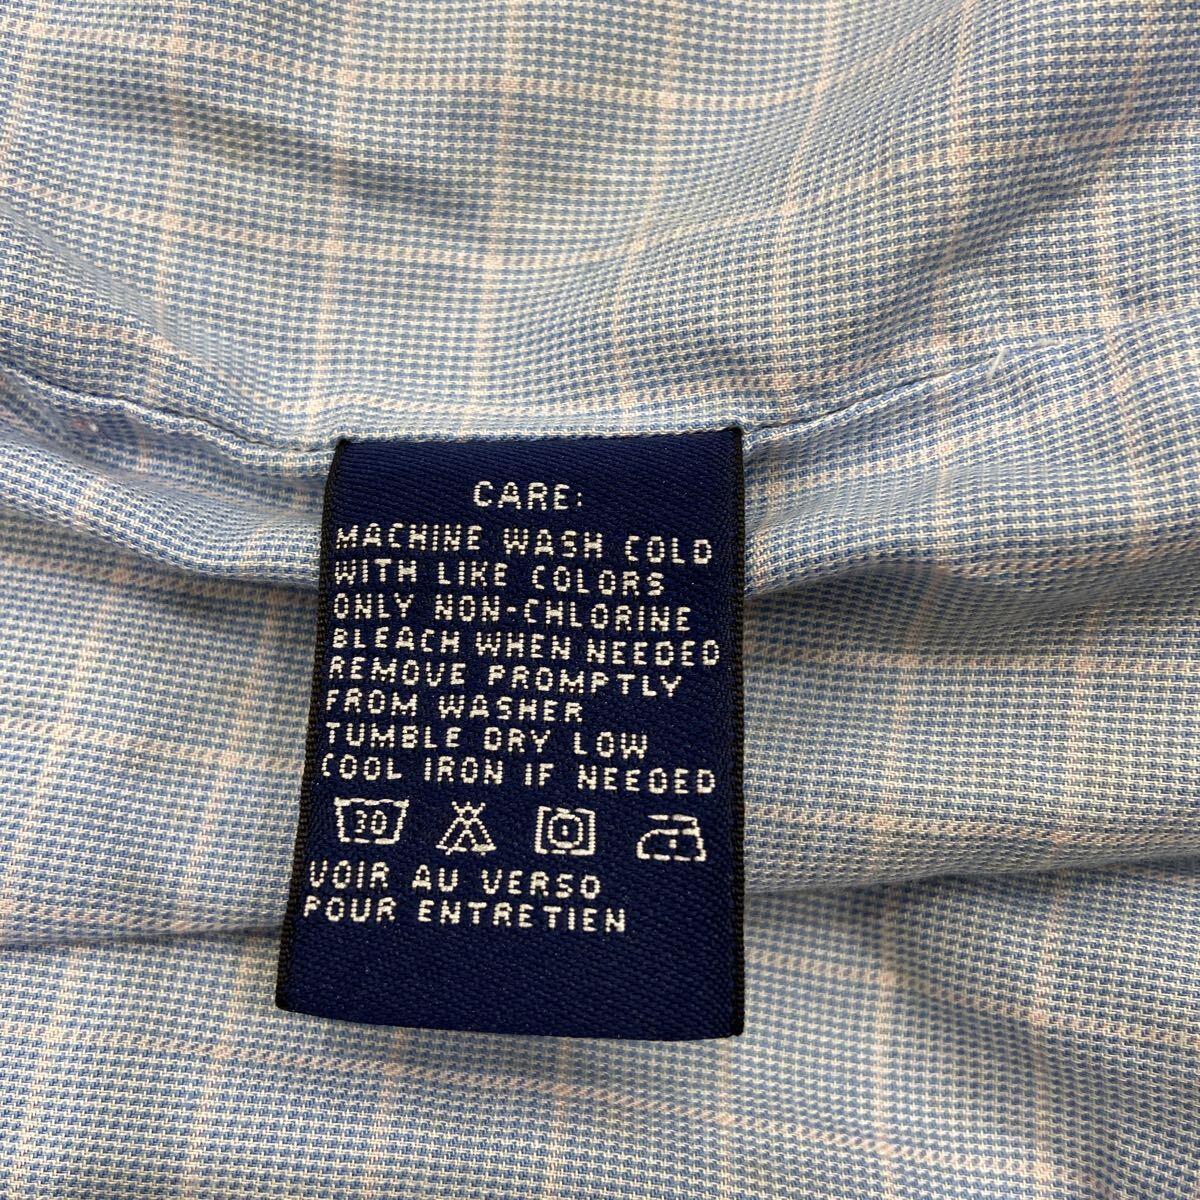 CARE:
MACHINE WASH COLD
WITH LIKE COLORS
ONLY NON-CHLORINE
BLEACH WHEN NEEDED
REMOVE PROMPTLY
FROM WASHER
TUMBLE DRY LOW
COOL IRON IF NEEDED
30
VOIR AU VERSO
POUR ENTRETIEN